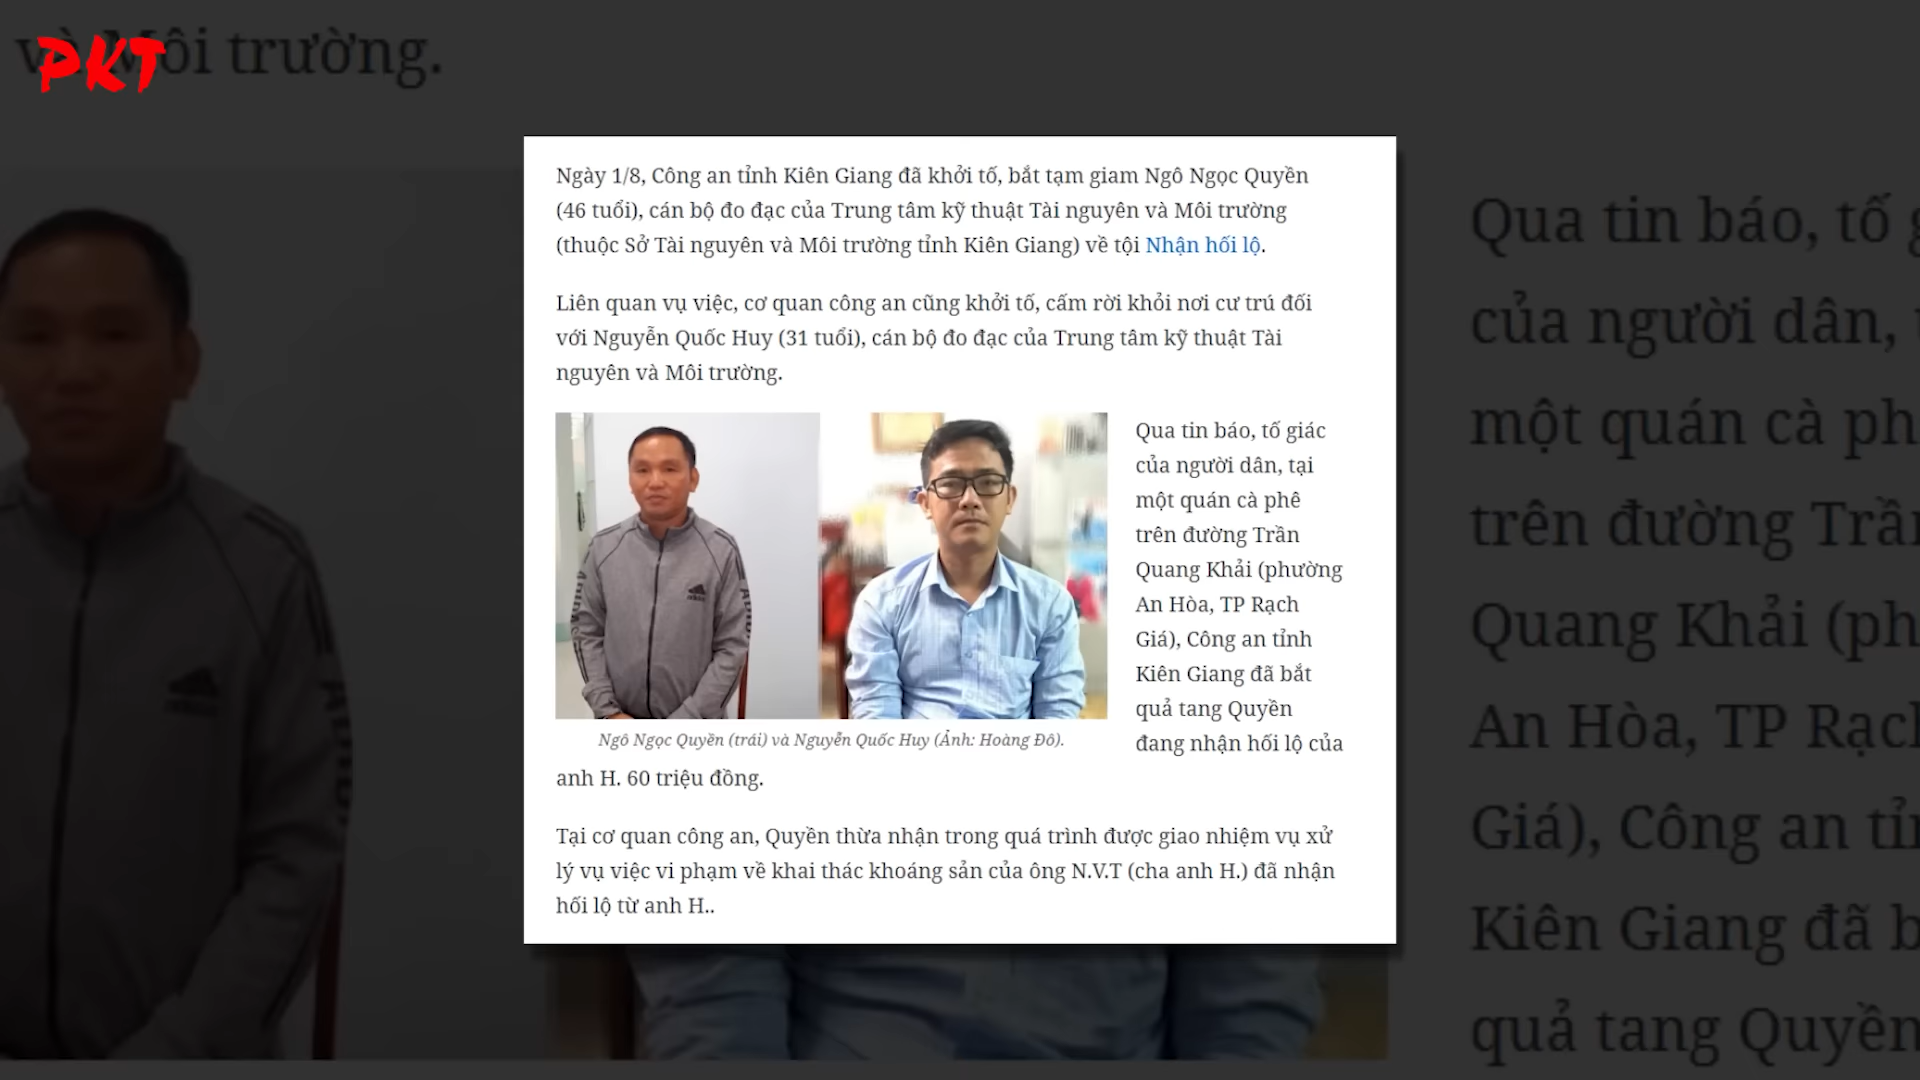 và Môi trường.
PKT
Ngày 1/8, Công an tỉnh Kiên Giang đã khởi tố, bắt tạm giam Ngô Ngọc Quyền
(46 tuổi), cán bộ đo đạc của Trung tâm kỹ thuật Tài nguyên và Môi trường
(thuộc Sở Tài nguyên và Môi trường tỉnh Kiên Giang) về tội Nhận hối lộ.
Liên quan vụ việc, cơ quan công an cũng khởi tố, cấm rời khỏi nơi cư trú đối
với Nguyễn Quốc Huy (31 tuổi), cán bộ đo đạc của Trung tâm kỹ thuật Tài
nguyên và Môi trường.
Qua tin báo, tố giác
của người dân, tại
một quán cà phê
trên đường Trần
Quang Khải (phường
An Hòa, TP Rạch
Giá), Công an tỉnh
Kiên Giang đã bắt
quả tang Quyền
đang nhận hối lộ của
anh H. 60 triệu đồng.
adidas
Ngô Ngọc Quyền (trái) và Nguyễn Quốc Huy (Ảnh: Hoàng Đô).
Tại cơ quan công an, Quyền thừa nhận trong quá trình được giao nhiệm vụ xử
lý vụ việc vi phạm về khai thác khoáng sản của ông N.V.T (cha anh H.) đã nhận
hối lộ từ anh H..
Qua tin báo, tố
của người dân,
một quán cà ph
trên đường Trần
Quang Khải (ph
An Hòa, TP Rạch
Giá), Công an tỉn
Kiên Giang đã b
quả tang Quyền